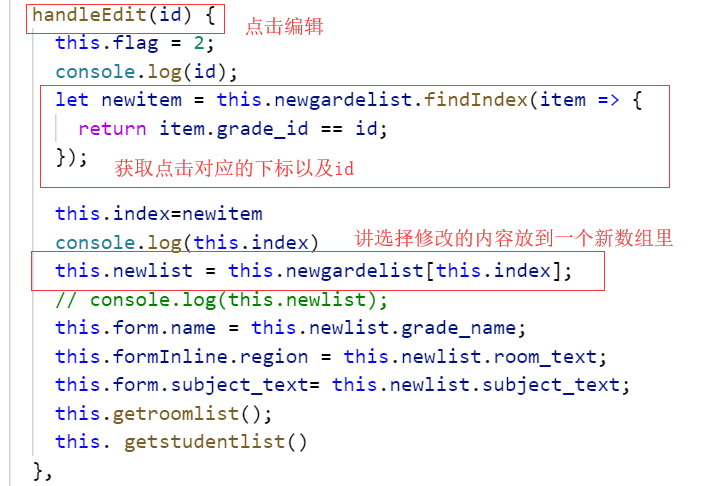 handleEdit(id) { 点击编辑
this.flag = 2;
console.log(id);
let newitem = this.newgardelist.findIndex(item => {
return item.grade_id == id;
});
获取点击对应的下标以及id
this.index=newitem
console.log(this.index) 讲选择修改的内容放到一个新数组里
this.newlist = this.newgardelist[this.index];
// console.log(this.newlist);
this.form.name = this.newlist.grade_name;
this.formInline.region = this.newlist.room_text;
this.form.subject_text= this.newlist.subject_text;
this.getroomlist();
this. getstudentlist()
},